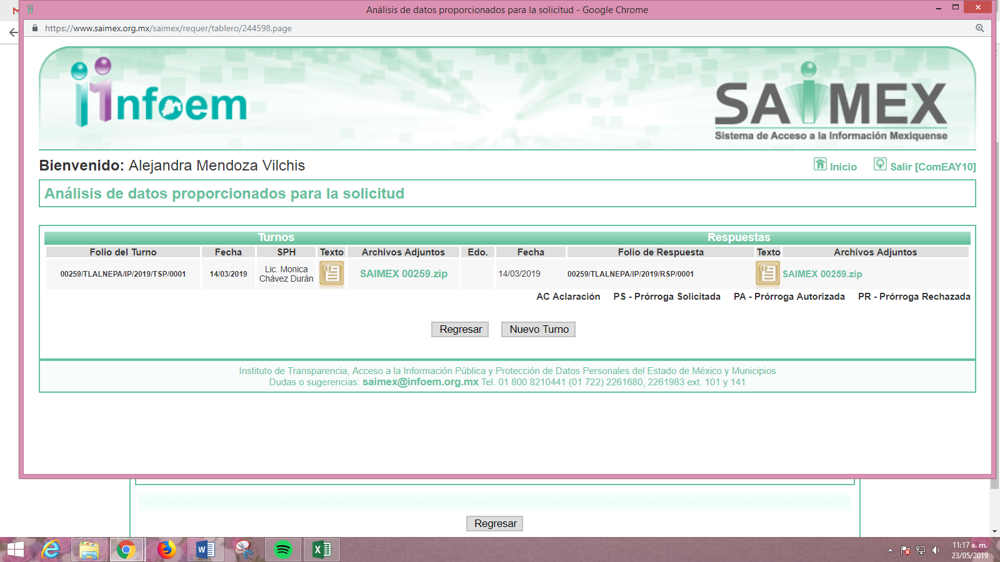 Análisis de datos proporcionados para la solicitud - Google Chrome
https://www.saimex.org.mx/saimex/requer/tablero/244598.page
infoem
SAIMEX
Sistema de Acceso a la Información Mexiquense
Bienvenido: Alejandra Mendoza Vilchis
Inicio Salir [ComEAY10]
Análisis de datos proporcionados para la solicitud
Turnos Respuestas
Folio del Turno Fecha SPH Texto Archivos Adjuntos Edo. Fecha Folio de Respuesta Texto Archivos Adjuntos
00259/TLALNEPA/IP/2019/TSP/0001 14/03/2019 Lic. Monica Chávez Durán SAIMEX 00259.zip 14/03/2019 00259/TLALNEPA/IP/2019/RSP/0001 SAIMEX 00259.zip
AC Aclaración PS - Prórroga Solicitada PA - Prórroga Autorizada PR - Prórroga Rechazada
Regresar Nuevo Turno
Instituto de Transparencia, Acceso a la Información Pública y Protección de Datos Personales del Estado de México y Municipios
Dudas o sugerencias: saimex@infoem.org.mx Tel. 01 800 8210441 (01 722) 2261680, 2261983 ext. 101 y 141
Regresar
11:17 a. m.
23/05/2019